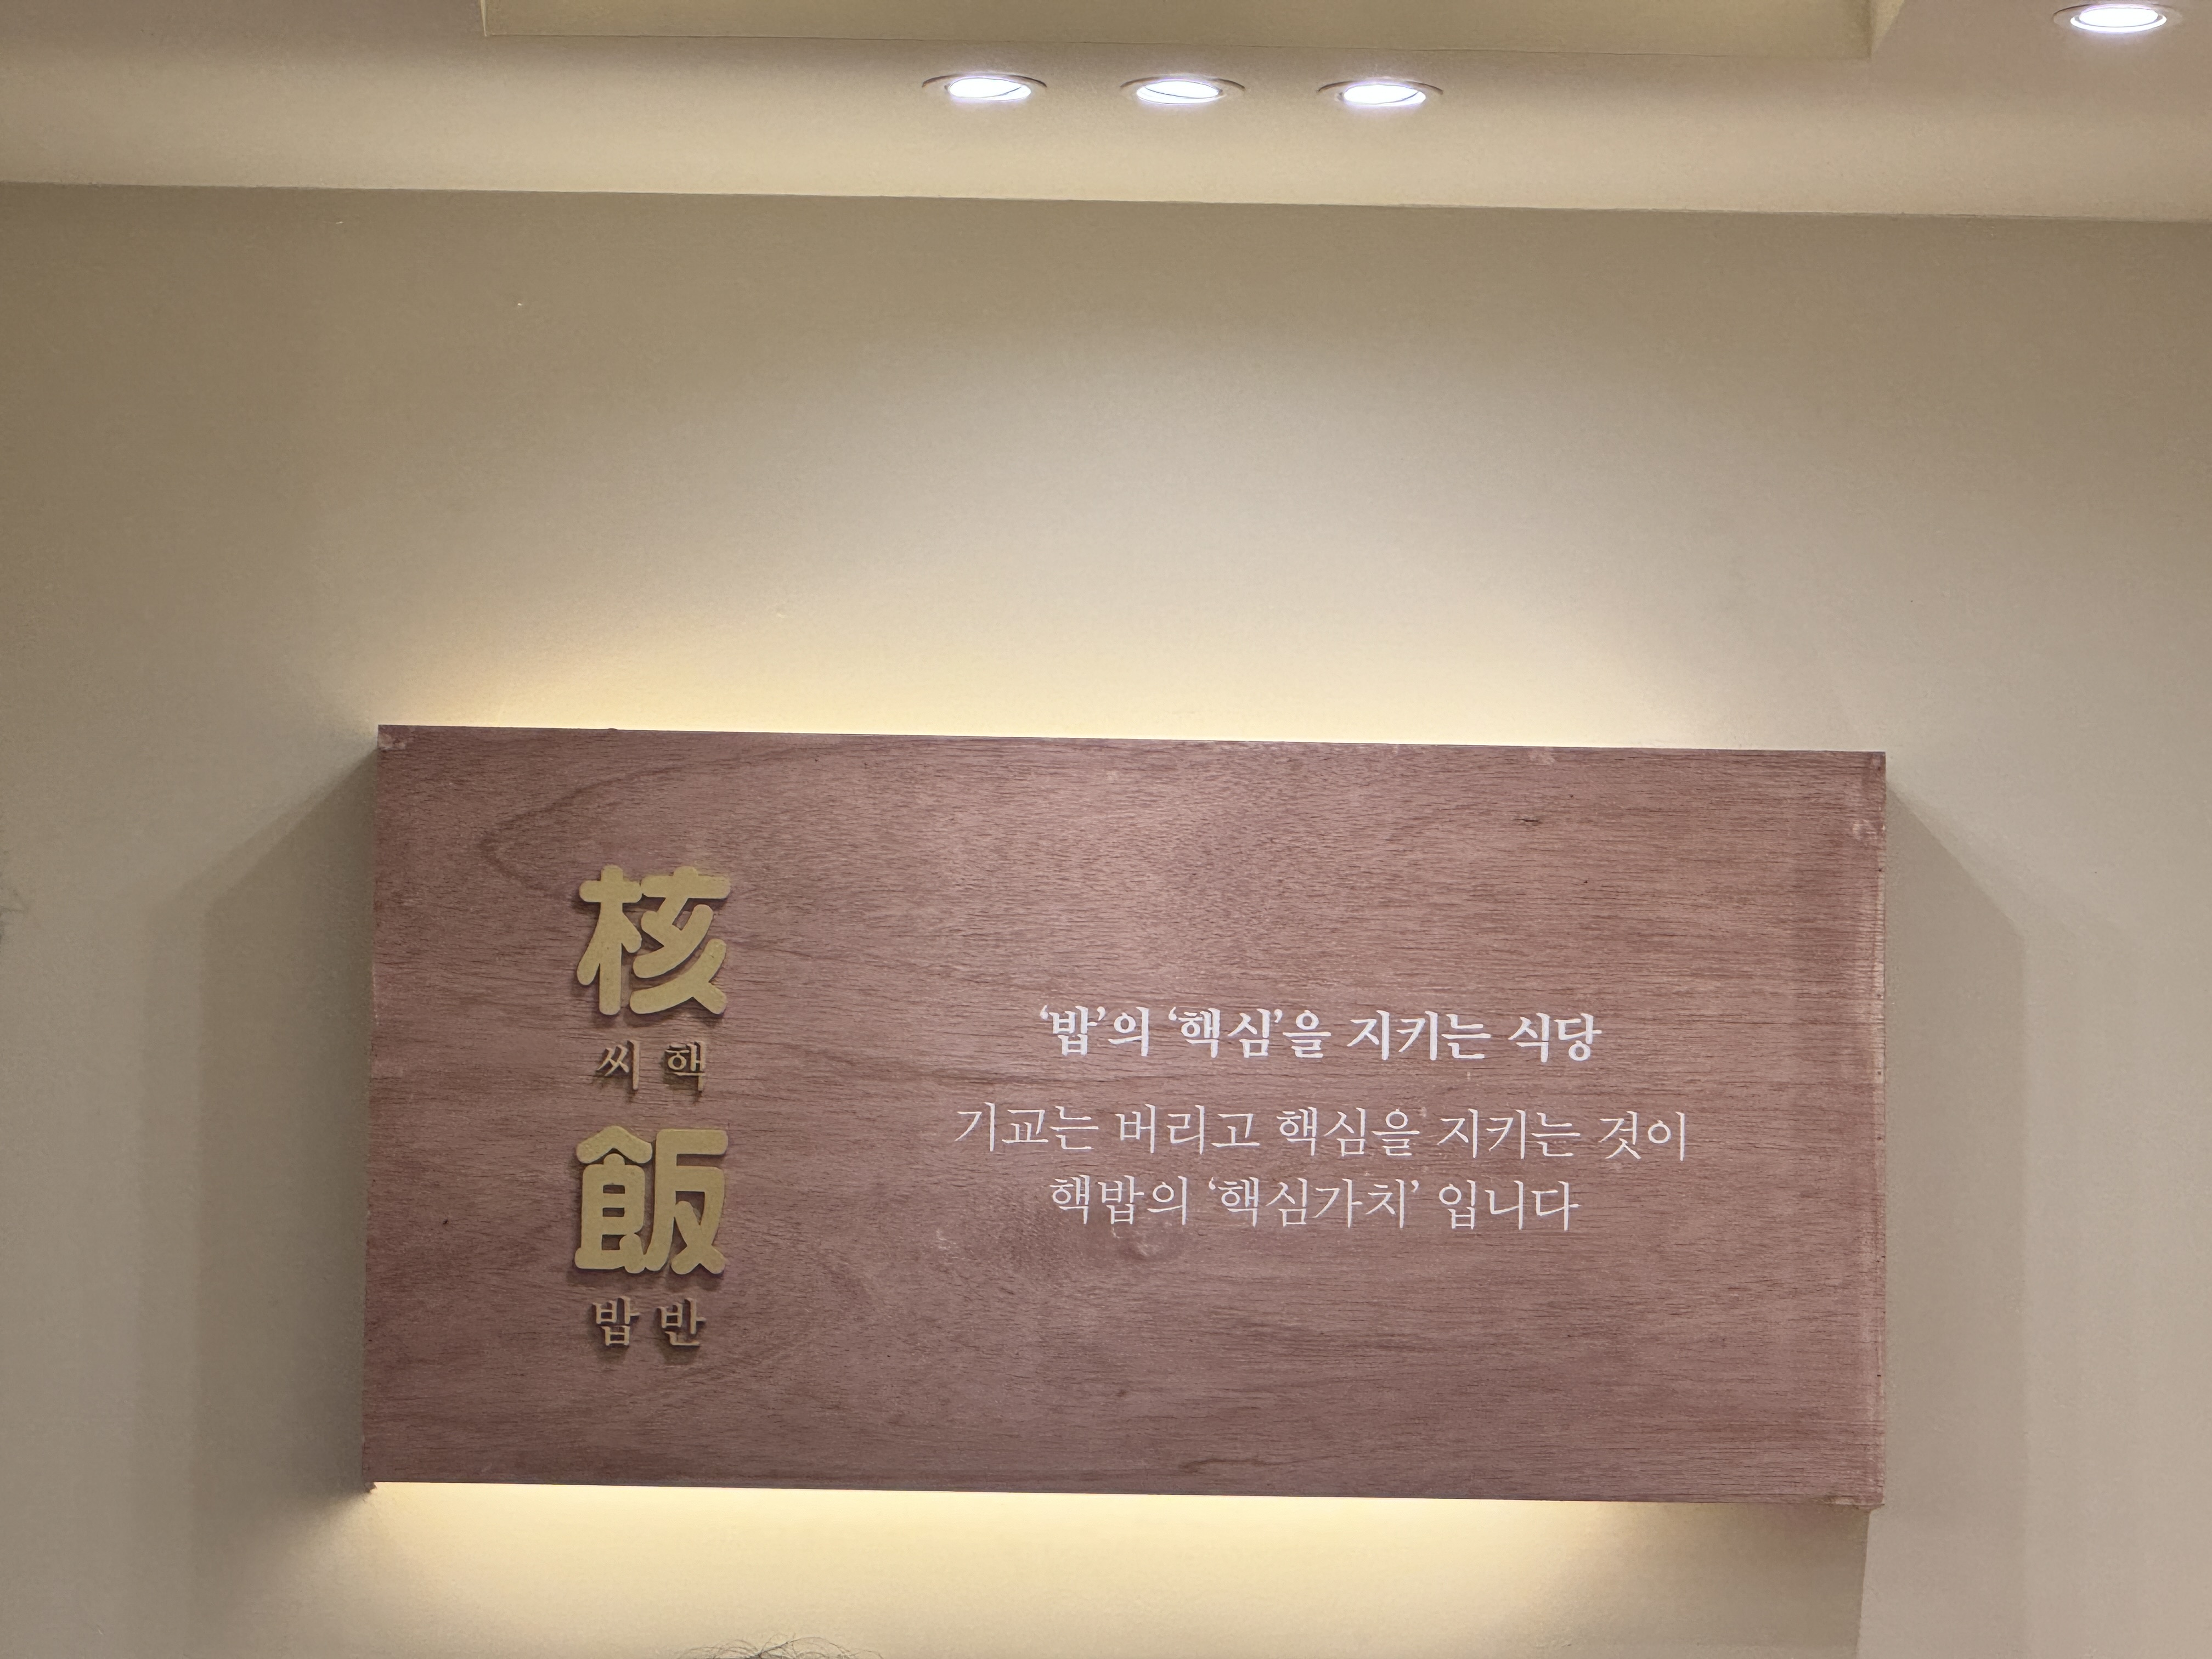 核
씨 핵
飯
밥 반
‘밥’의 ‘핵심’을 지키는 식당
기교는 버리고 핵심을 지키는 것이
핵밥의 ‘핵심가치’ 입니다